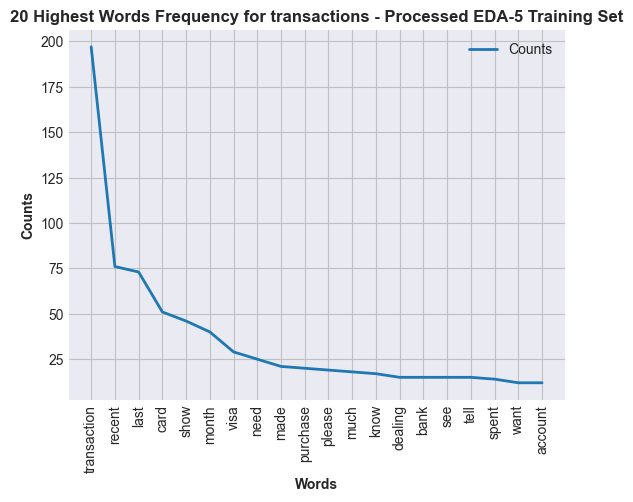 20 Highest Words Frequency for transactions - Processed EDA-5 Training Set
Counts
200
175
150
125
100
75
50
25
Counts
transaction
recent
last
card
show
month
visa
need
made
purchase
please
much
know
dealing
bank
see
tell
spent
want
account
Words